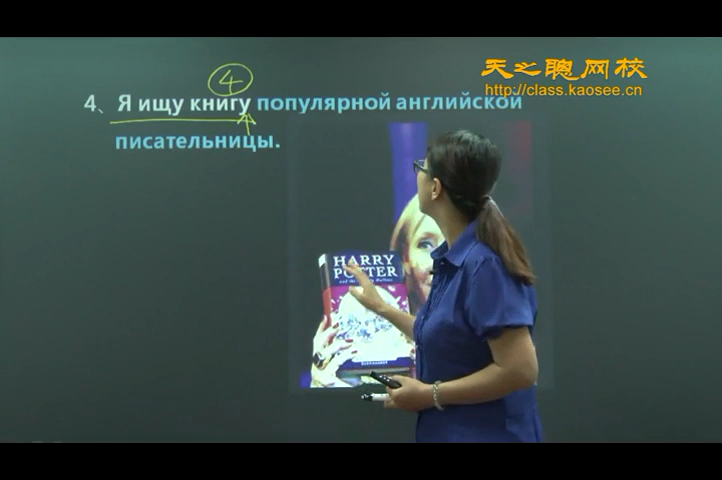 天之聰网校
http://class.kaosee.cn
④
4、Я ищу книгу популярной английской
писательницы.
HARRY
POTTER